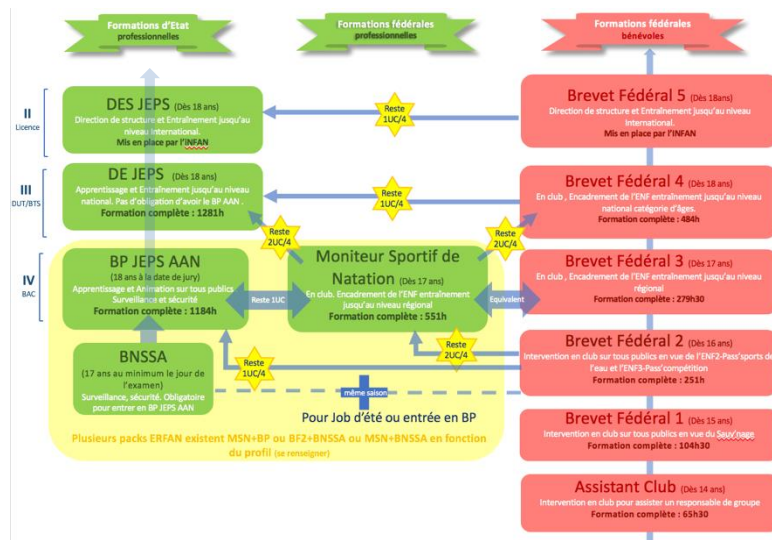 Formations d'Etat
professionnelles
Formations fédérales
professionnelles
Formations fédérales
bénévoles
II
Licence
DES JEPS (Dès 18 ans)
Direction de structure et Entraînement jusqu'au
niveau International.
Mis en place par l'INFAN
Reste
1UC/4
Brevet Fédéral 5 (Dès 18ans)
Direction de structure et Entraînement jusqu'au niveau
International.
Mis en place par l'INFAN
III
DUT/BTS
DE JEPS (Dès 18 ans)
Apprentissage et Entraînement jusqu'au niveau
national. Pas d'obligation d'avoir le BP AAN .
Formation complète : 1281h
Reste
1UC/4
Brevet Fédéral 4 (Dès 18 ans)
En club , Encadrement de l'ENF entraînement jusqu'au niveau
national catégorie d'âges.
Formation complète : 484h
Reste
2UC/4
Reste
2UC/4
IV
BAC
BP JEPS AAN
(18 ans à la date de jury)
Apprentissage et Animation sur tous publics
Surveillance et sécurité
Formation complète : 1184h
Reste 1UC
Moniteur Sportif de
Natation (Dès 17 ans)
En club. Encadrement de l'ENF entraînement
jusqu'au niveau régional
Formation complète : 551h
Equivalent
Brevet Fédéral 3 (Dès 17 ans)
En club , Encadrement de l'ENF entraînement jusqu'au niveau
régional
Formation complète : 279h30
BNSSA
(17 ans au minimum le jour de
l'examen)
Surveillance, sécurité. Obligatoire
pour entrer en BP JEPS AAN
Reste
1UC/4
Reste
2UC/4
Brevet Fédéral 2 (Dès 16 ans)
Intervention en club sur tous publics en vue de l'ENF2-Pass'sports de
l'eau et l'ENF3-Pass'compétition
Formation complète : 251h
même saison
Pour Job d'été ou entrée en BP
Plusieurs packs ERFAN existent MSN+BP ou BF2+BNSSA ou MSN+BNSSA en fonction
du profil (se renseigner)
Brevet Fédéral 1 (Dès 15 ans)
Intervention en club sur tous publics en vue du Sauv'nage
Formation complète : 104h30
Assistant Club (Dès 14 ans)
Intervention en club pour assister un responsable de groupe
Formation complète : 65h30